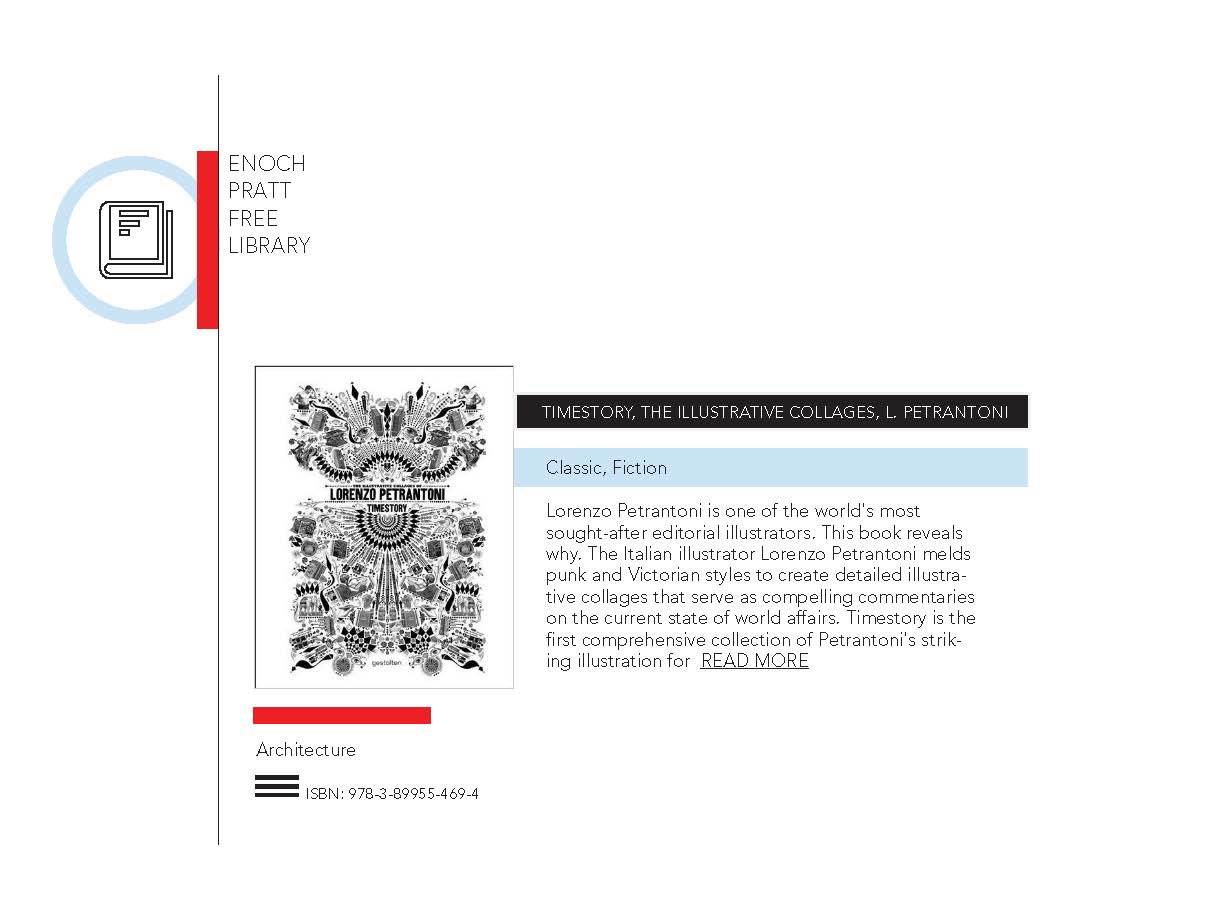 ENOCH
PRATT
FREE
LIBRARY
THE ILLUSTRATIVE COLLAGES OF
LORENZO PETRANTONI
TIMESTORY
gestalten
TIMESTORY, THE ILLUSTRATIVE COLLAGES, L. PETRANTONI
Classic, Fiction
Lorenzo Petrantoni is one of the world's most
sought-after editorial illustrators. This book reveals
why. The Italian illustrator Lorenzo Petrantoni melds
punk and Victorian styles to create detailed illustra-
tive collages that serve as compelling commentaries
on the current state of world affairs. Timestory is the
first comprehensive collection of Petrantoni's strik-
ing illustration for READ MORE
Architecture
ISBN: 978-3-89955-469-4